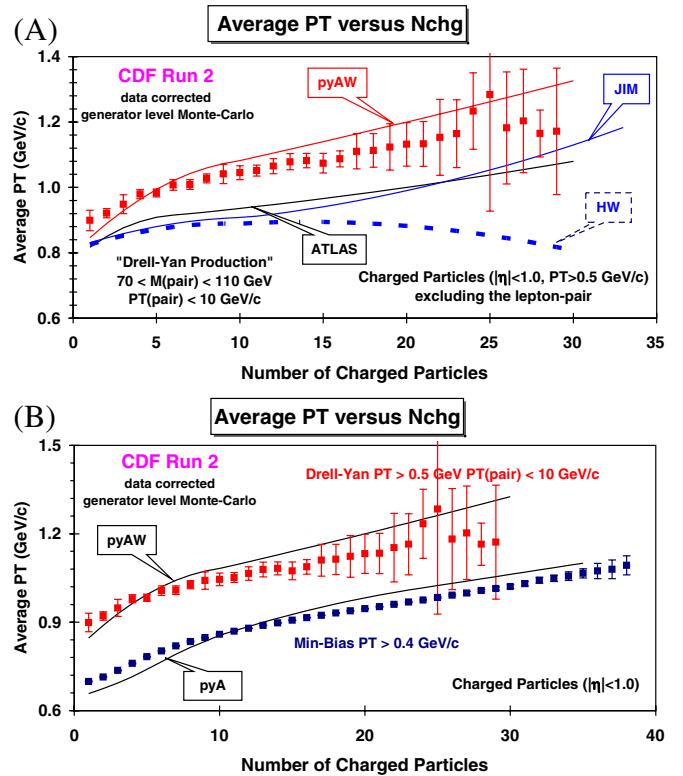 (A)
Average PT versus Nchg
CDF Run 2
data corrected
generator level Monte-Carlo
pyAW
JIM
HW
ATLAS
"Drell-Yan Production"
70 < M(pair) < 110 GeV
PT(pair) < 10 GeV/c
Charged Particles (|η|<1.0, PT>0.5 GeV/c)
excluding the lepton-pair
Average PT (GeV/c)
1.4
1.2
1.0
0.8
0.6
0 5 10 15 20 25 30 35
Number of Charged Particles
(B)
Average PT versus Nchg
CDF Run 2
data corrected
generator level Monte-Carlo
Drell-Yan PT > 0.5 GeV PT(pair) < 10 GeV/c
pyAW
Min-Bias PT > 0.4 GeV/c
pyA
Charged Particles (|η|<1.0)
Average PT (GeV/c)
1.5
1.2
0.9
0.6
0 10 20 30 40
Number of Charged Particles